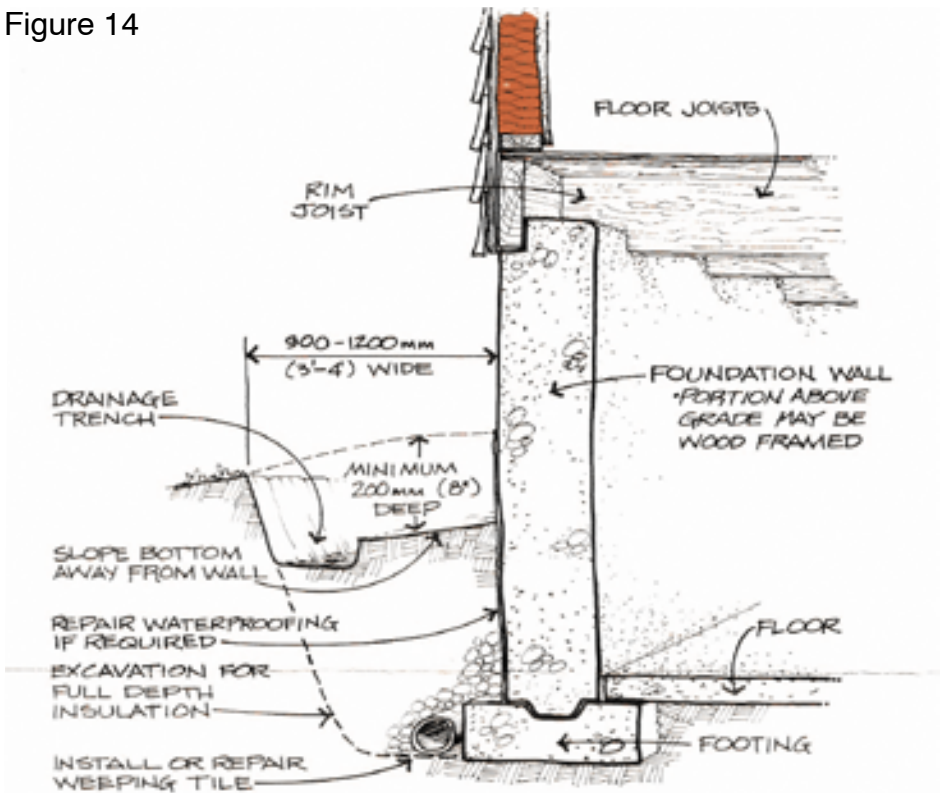 Figure 14
FLOOR JOISTS
RIM
JOIST
900-1200mm
(3'-4') WIDE
DRAINAGE
TRENCH
FOUNDATION WALL
•PORTION ABOVE
GRADE MAY BE
WOOD FRAMED
MINIMUM
200mm (8")
DEEP
SLOPE BOTTOM
AWAY FROM WALL
REPAIR WATERPROOFING
IF REQUIRED
FLOOR
EXCAVATION FOR
FULL DEPTH
INSULATION
FOOTING
INSTALL OR REPAIR
WEEPING TILE